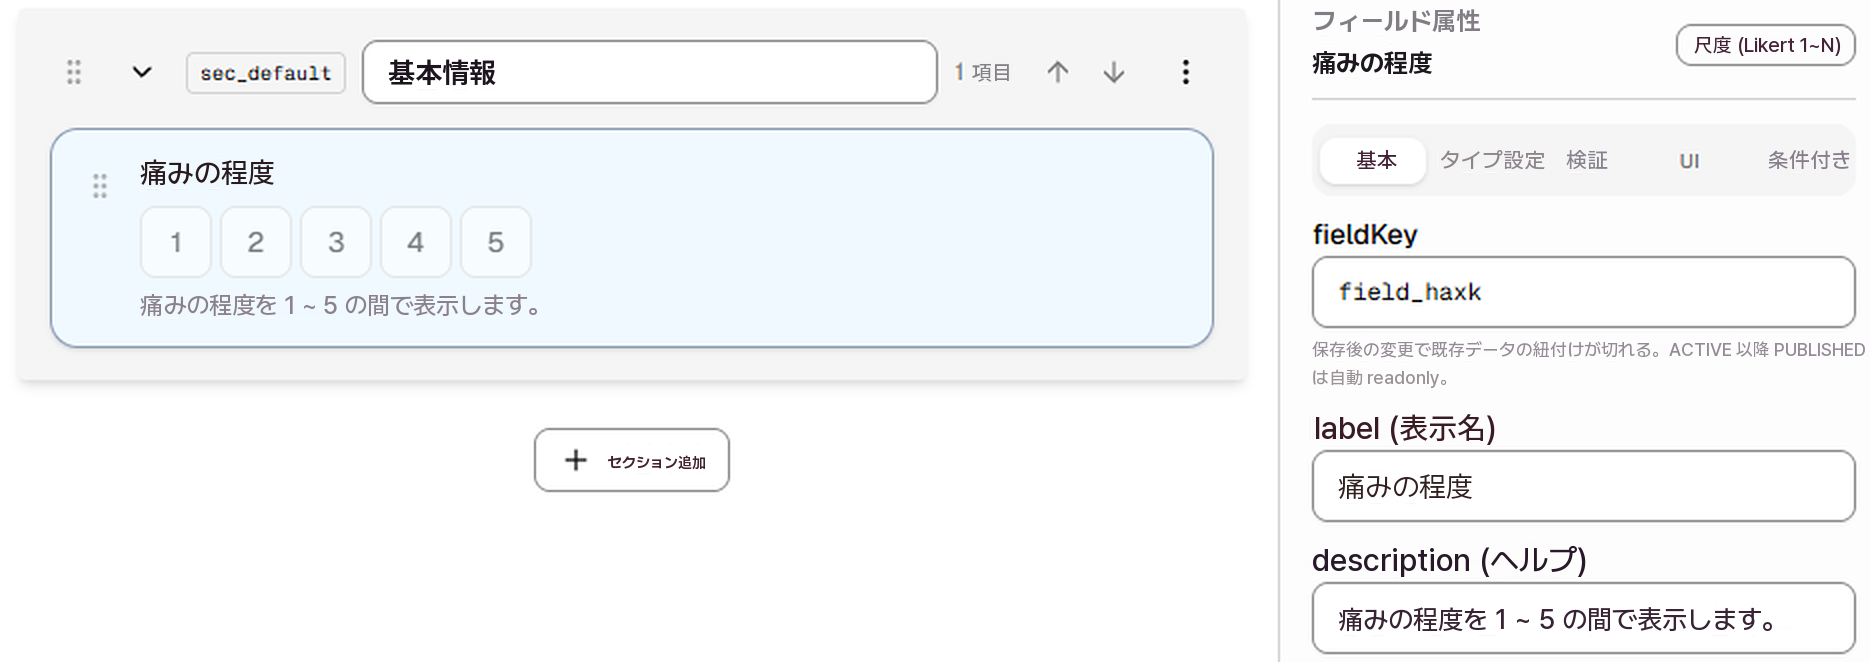 sec_default
基本情報
1 項目
痛みの程度
1 2 3 4 5
痛みの程度を 1 ~ 5 の間で表示します。
セクション追加
フィールド属性
痛みの程度
尺度 (Likert 1~N)
基本 タイプ設定 検証 UI 条件付き
fieldKey
field_haxk
保存後の変更で既存データの紐付けが切れる。ACTIVE 以降 PUBLISHED
は自動 readonly。
label (表示名)
痛みの程度
description (ヘルプ)
痛みの程度を 1 ~ 5 の間で表示します。